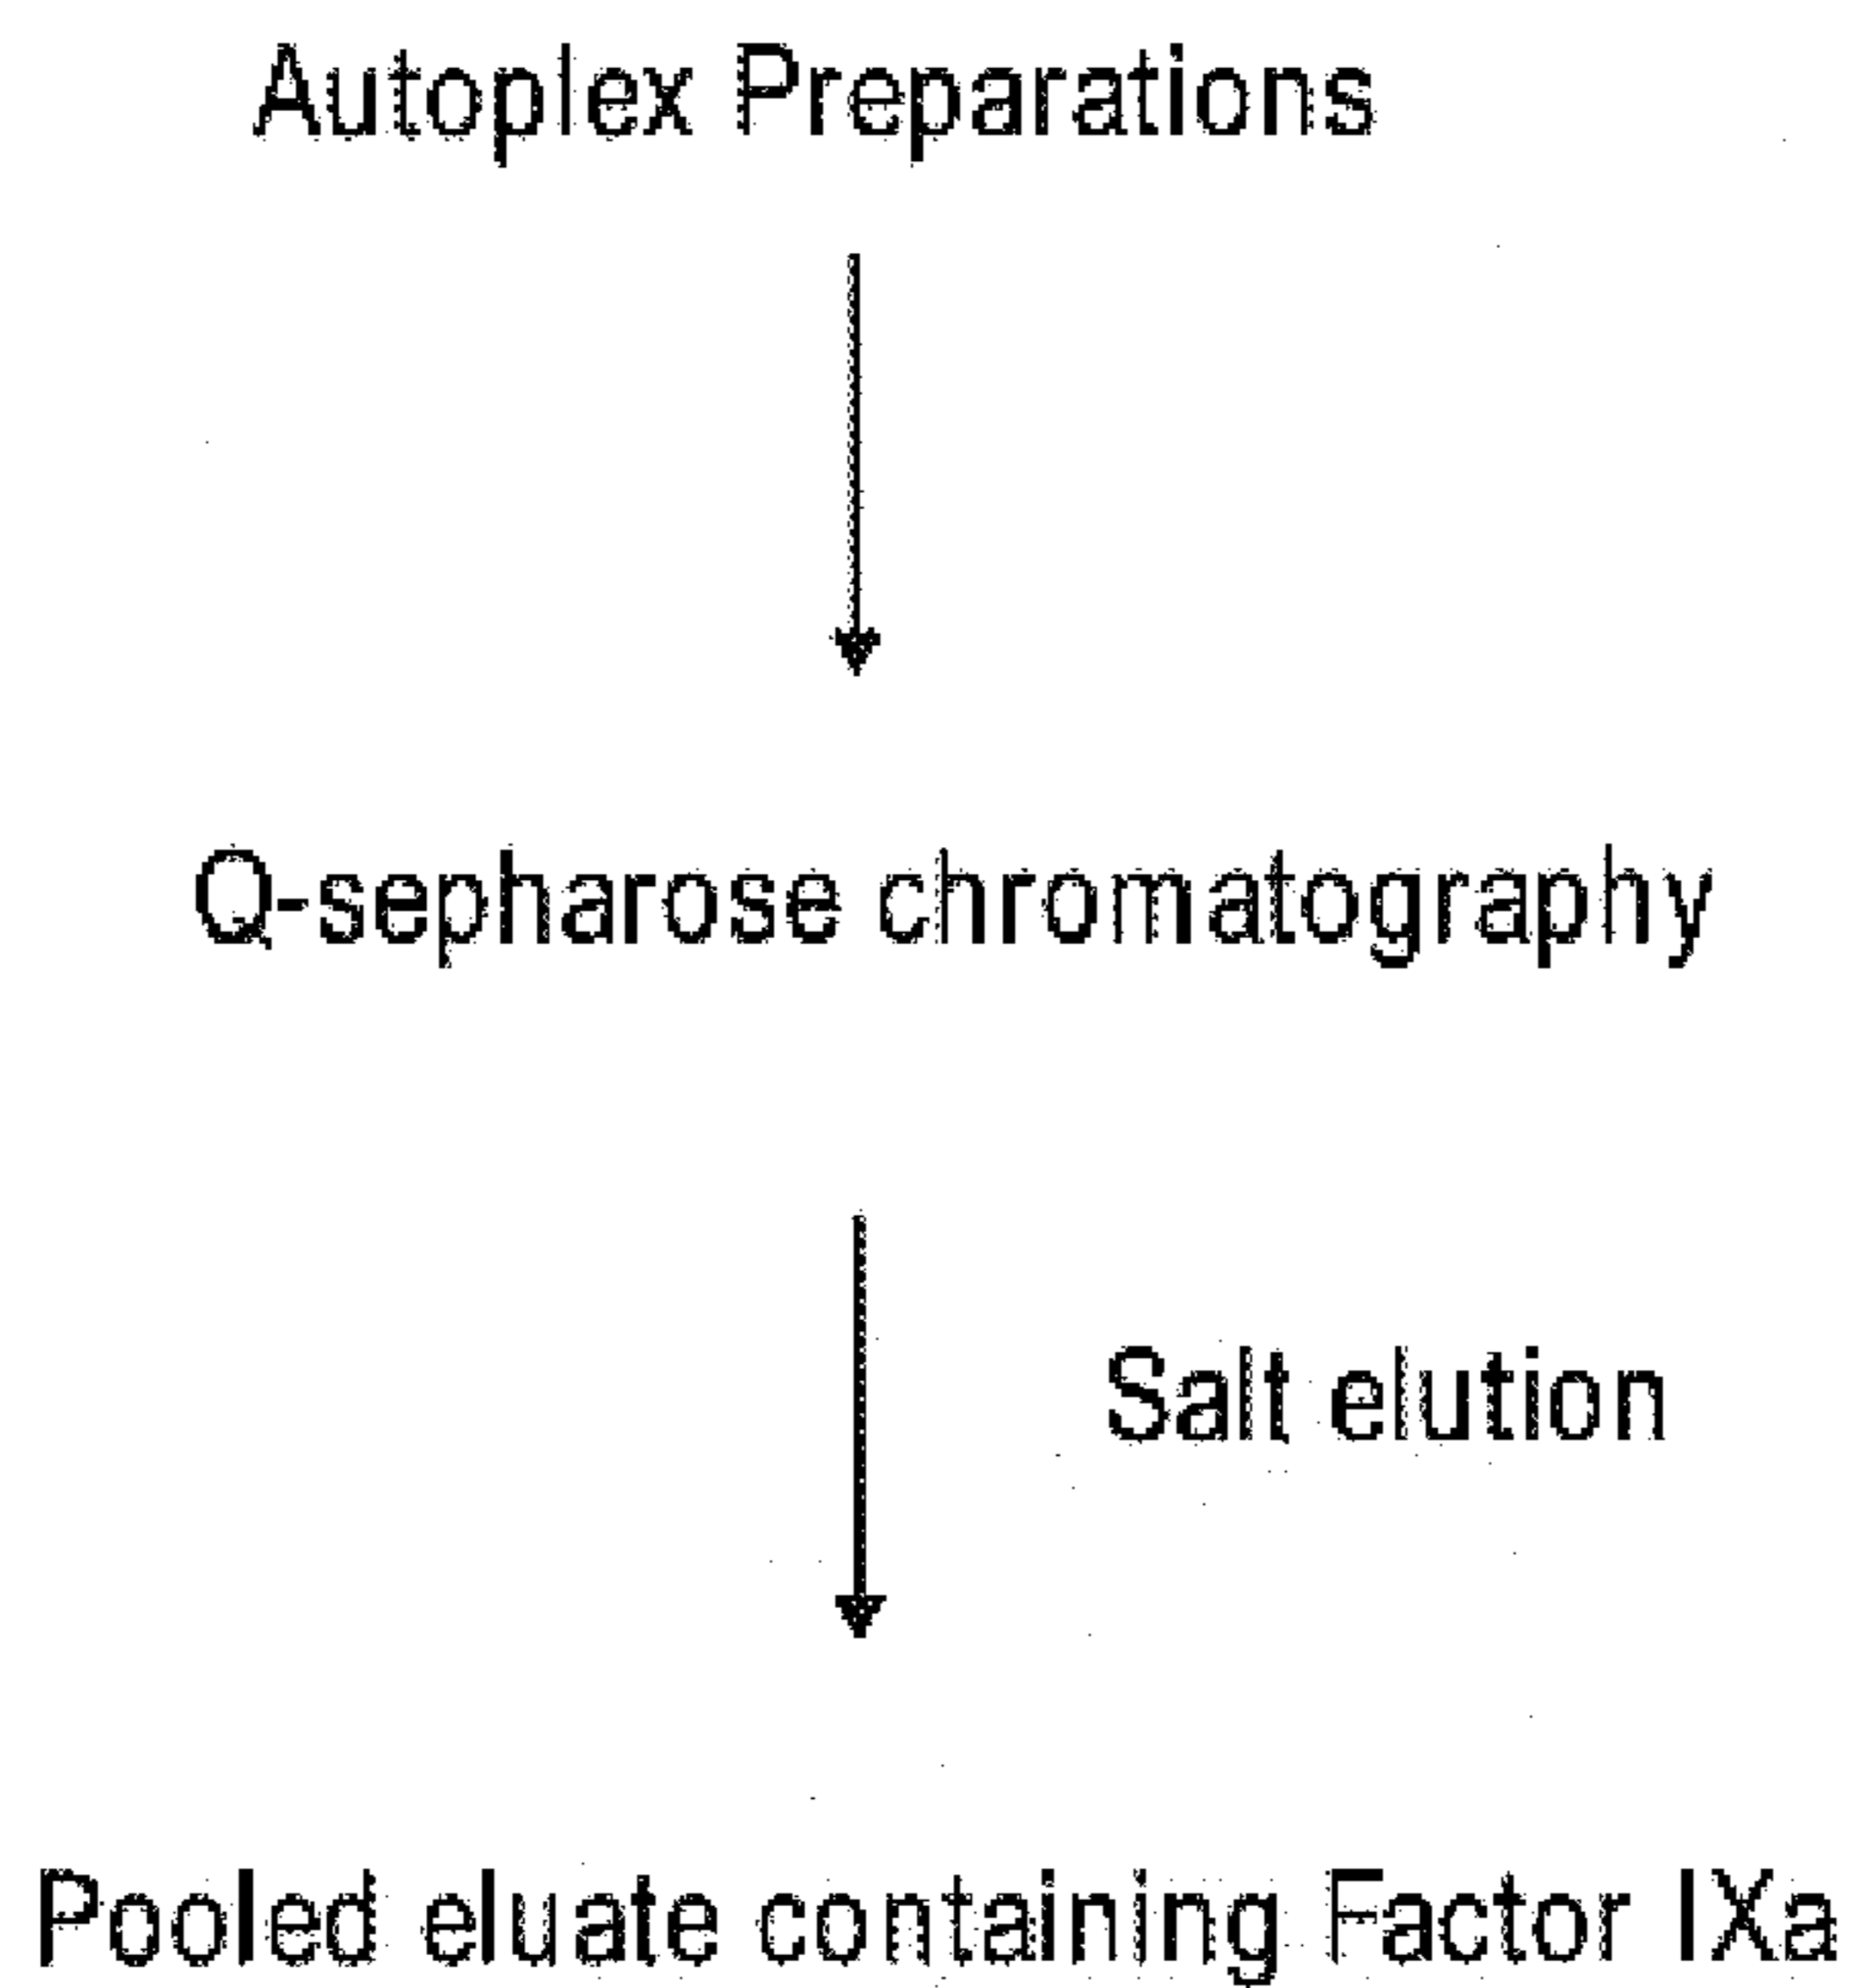 Autoplex Preparations
Q-sepharose chromatography
Salt elution
Pooled eluate containing Factor IXa